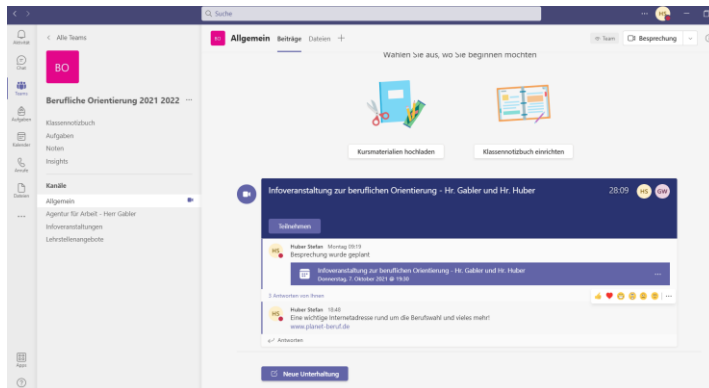 Suche
HS
Aktivität
Chat
Teams
Aufgaben
Kalender
Anrufe
Dateien
Apps
Alle Teams
BO
Berufliche Orientierung 2021 2022
Klassennotizbuch
Aufgaben
Noten
Insights
Kanäle
Allgemein
Agentur für Arbeit - Herr Gabler
Infoveranstaltungen
Lehrstellenangebote
BO Allgemein Beiträge Dateien
Team Besprechung
Wählen Sie aus, wo Sie beginnen möchten
Kursmaterialien hochladen Klassennotizbuch einrichten
Infoveranstaltung zur beruflichen Orientierung - Hr. Gabler und Hr. Huber 28:09 HS GW
Teilnehmen
HS Huber Stefan Montag 09:19
Besprechung wurde geplant
Infoveranstaltung zur beruflichen Orientierung - Hr. Gabler und Hr. Huber
Donnerstag, 7. Oktober 2021 @ 19:30
Antworten von Ihnen
HS Huber Stefan
Eine wichtige Internetadresse rund um die Berufswahl und vieles mehr!
www.planet-beruf.de
Antworten
Neue Unterhaltung